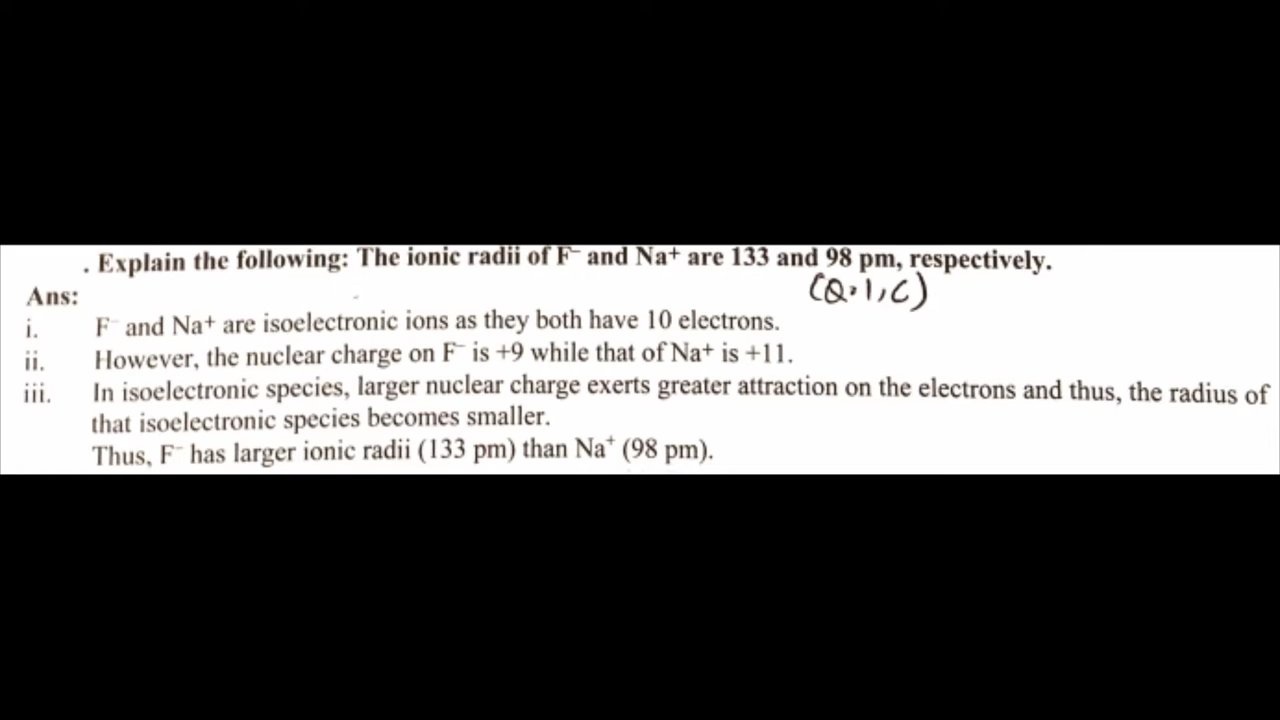 . Explain the following: The ionic radii of F⁻ and Na⁺ are 133 and 98 pm, respectively.
(Q.1,C)
Ans:
i. F⁻ and Na⁺ are isoelectronic ions as they both have 10 electrons.
ii. However, the nuclear charge on F⁻ is +9 while that of Na⁺ is +11.
iii. In isoelectronic species, larger nuclear charge exerts greater attraction on the electrons and thus, the radius of
that isoelectronic species becomes smaller.
Thus, F⁻ has larger ionic radii (133 pm) than Na⁺ (98 pm).